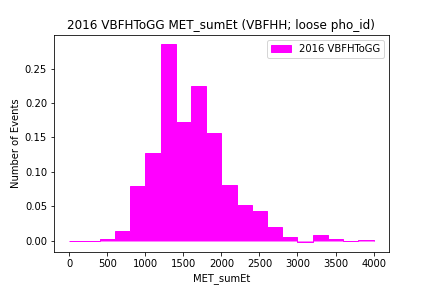 2016 VBFHToGG MET_sumEt (VBFHH; loose pho_id)
2016 VBFHToGG
0.25
0.20
0.15
0.10
0.05
0.00
Number of Events
0 500 1000 1500 2000 2500 3000 3500 4000
MET_sumEt